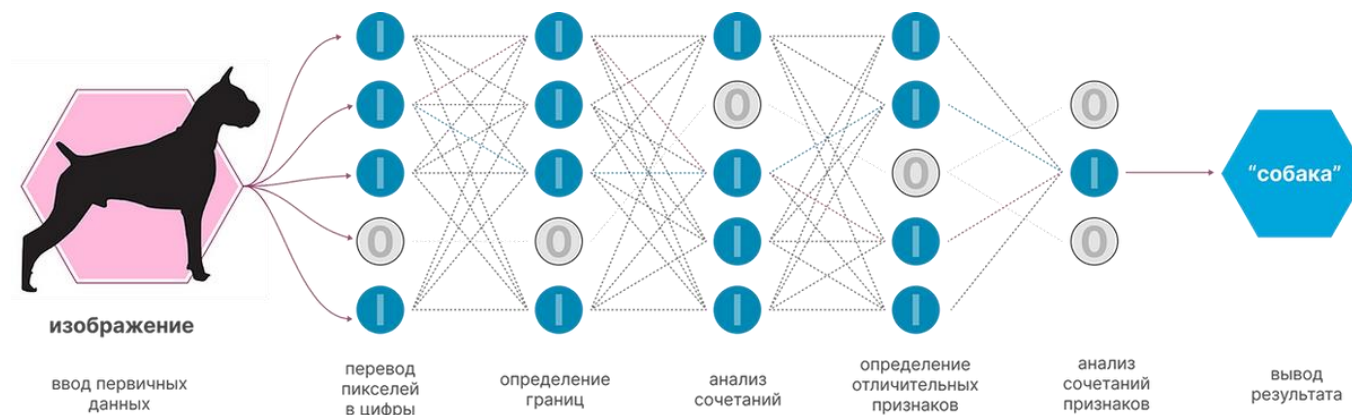 I I I I
I I O I O
I I I O I "собака"
O O I I O
I I I I
изображение
ввод первичных
данных
перевод
пикселей
в цифры
определение
границ
анализ
сочетаний
определение
отличительных
признаков
анализ
сочетаний
признаков
вывод
результата